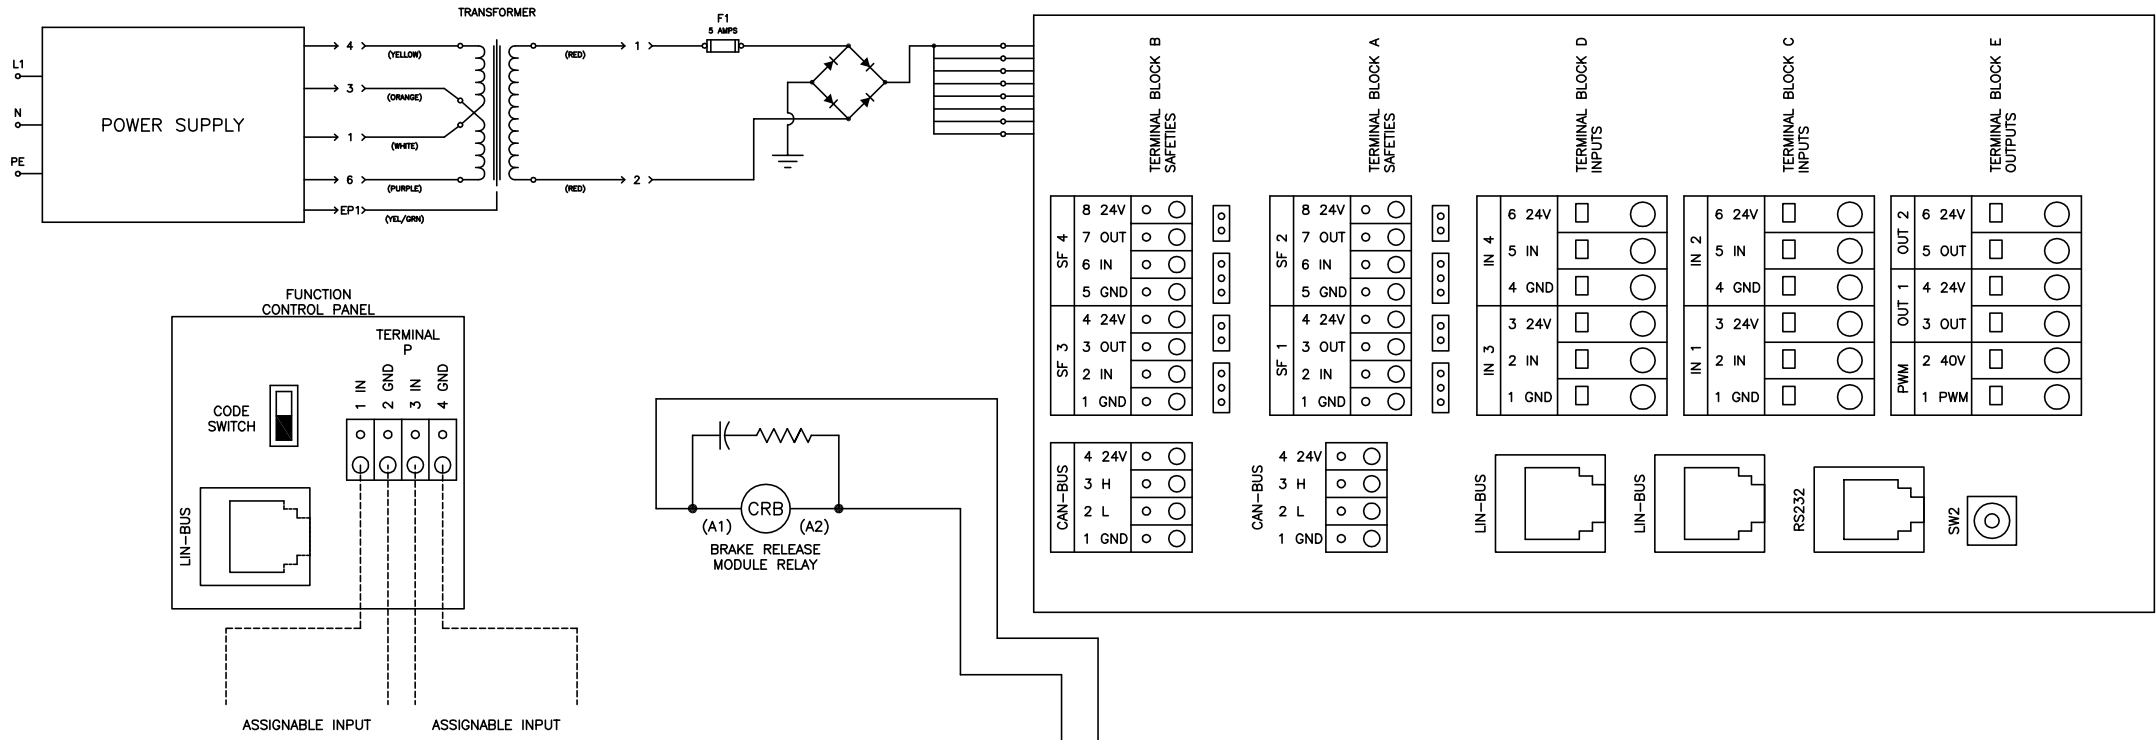 TRANSFORMER
L1
N
PE
POWER SUPPLY
4
(YELLOW)
3
(ORANGE)
1
(WHITE)
6
(PURPLE)
EP1
(YEL/GRN)
(RED)
1
(RED)
2
F1
5 AMPS
TERMINAL BLOCK B
SAFETIES
TERMINAL BLOCK A
SAFETIES
TERMINAL BLOCK D
INPUTS
TERMINAL BLOCK C
INPUTS
TERMINAL BLOCK E
OUTPUTS
SF 4
8 24V
7 OUT
6 IN
5 GND
SF 3
4 24V
3 OUT
2 IN
1 GND
SF 2
8 24V
7 OUT
6 IN
5 GND
SF 1
4 24V
3 OUT
2 IN
1 GND
IN 4
6 24V
5 IN
4 GND
IN 3
3 24V
2 IN
1 GND
IN 2
6 24V
5 IN
4 GND
IN 1
3 24V
2 IN
1 GND
OUT 2
6 24V
5 OUT
OUT 1
4 24V
3 OUT
PWM
2 40V
1 PWM
CAN-BUS
4 24V
3 H
2 L
1 GND
CAN-BUS
4 24V
3 H
2 L
1 GND
LIN-BUS
LIN-BUS
RS232
SW2
FUNCTION
CONTROL PANEL
TERMINAL
P
1 IN
2 GND
3 IN
4 GND
CODE
SWITCH
LIN-BUS
ASSIGNABLE INPUT
ASSIGNABLE INPUT
CRB
(A1)
(A2)
BRAKE RELEASE
MODULE RELAY